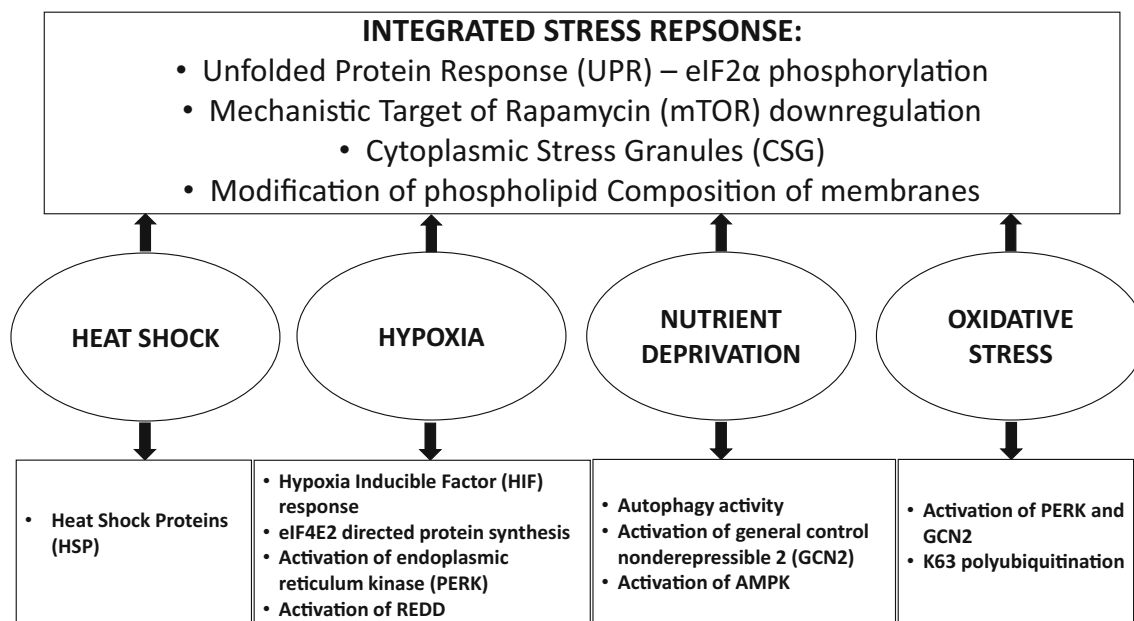 INTEGRATED STRESS REPSONSE:
• Unfolded Protein Response (UPR) – eIF2α phosphorylation
• Mechanistic Target of Rapamycin (mTOR) downregulation
• Cytoplasmic Stress Granules (CSG)
• Modification of phospholipid Composition of membranes
HEAT SHOCK
HYPOXIA
NUTRIENT
DEPRIVATION
OXIDATIVE
STRESS
• Heat Shock Proteins
(HSP)
• Hypoxia Inducible Factor (HIF)
response
• eIF4E2 directed protein synthesis
• Activation of endoplasmic
reticulum kinase (PERK)
• Activation of REDD
• Autophagy activity
• Activation of general control
nonderepressible 2 (GCN2)
• Activation of AMPK
• Activation of PERK and
GCN2
• K63 polyubiquitination